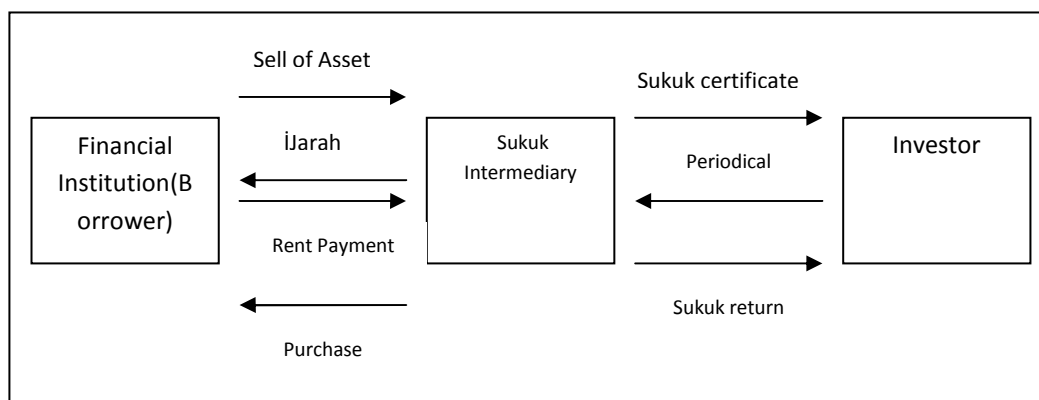 Sell of Asset
Sukuk certificate
Financial
Institution(B
orrower)
İJarah
Sukuk
Intermediary
Periodical
Investor
Rent Payment
Sukuk return
Purchase